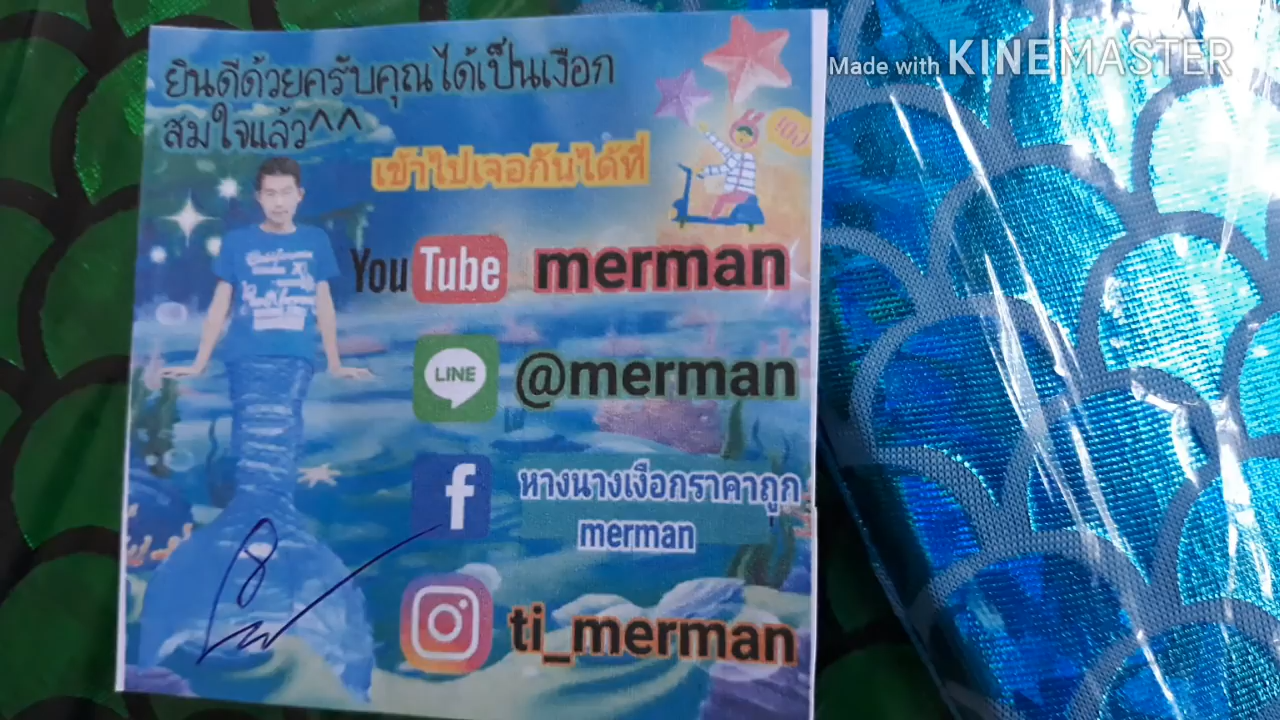 Made with KINEMASTER
ยินดีด้วยครับคุณได้เป็นเงือก
สมใจแล้ว^^
เข้าไปเจอกันได้ที่
YouTube merman
LINE @merman
f หางนางเงือกราคาถูก
merman
ti_merman